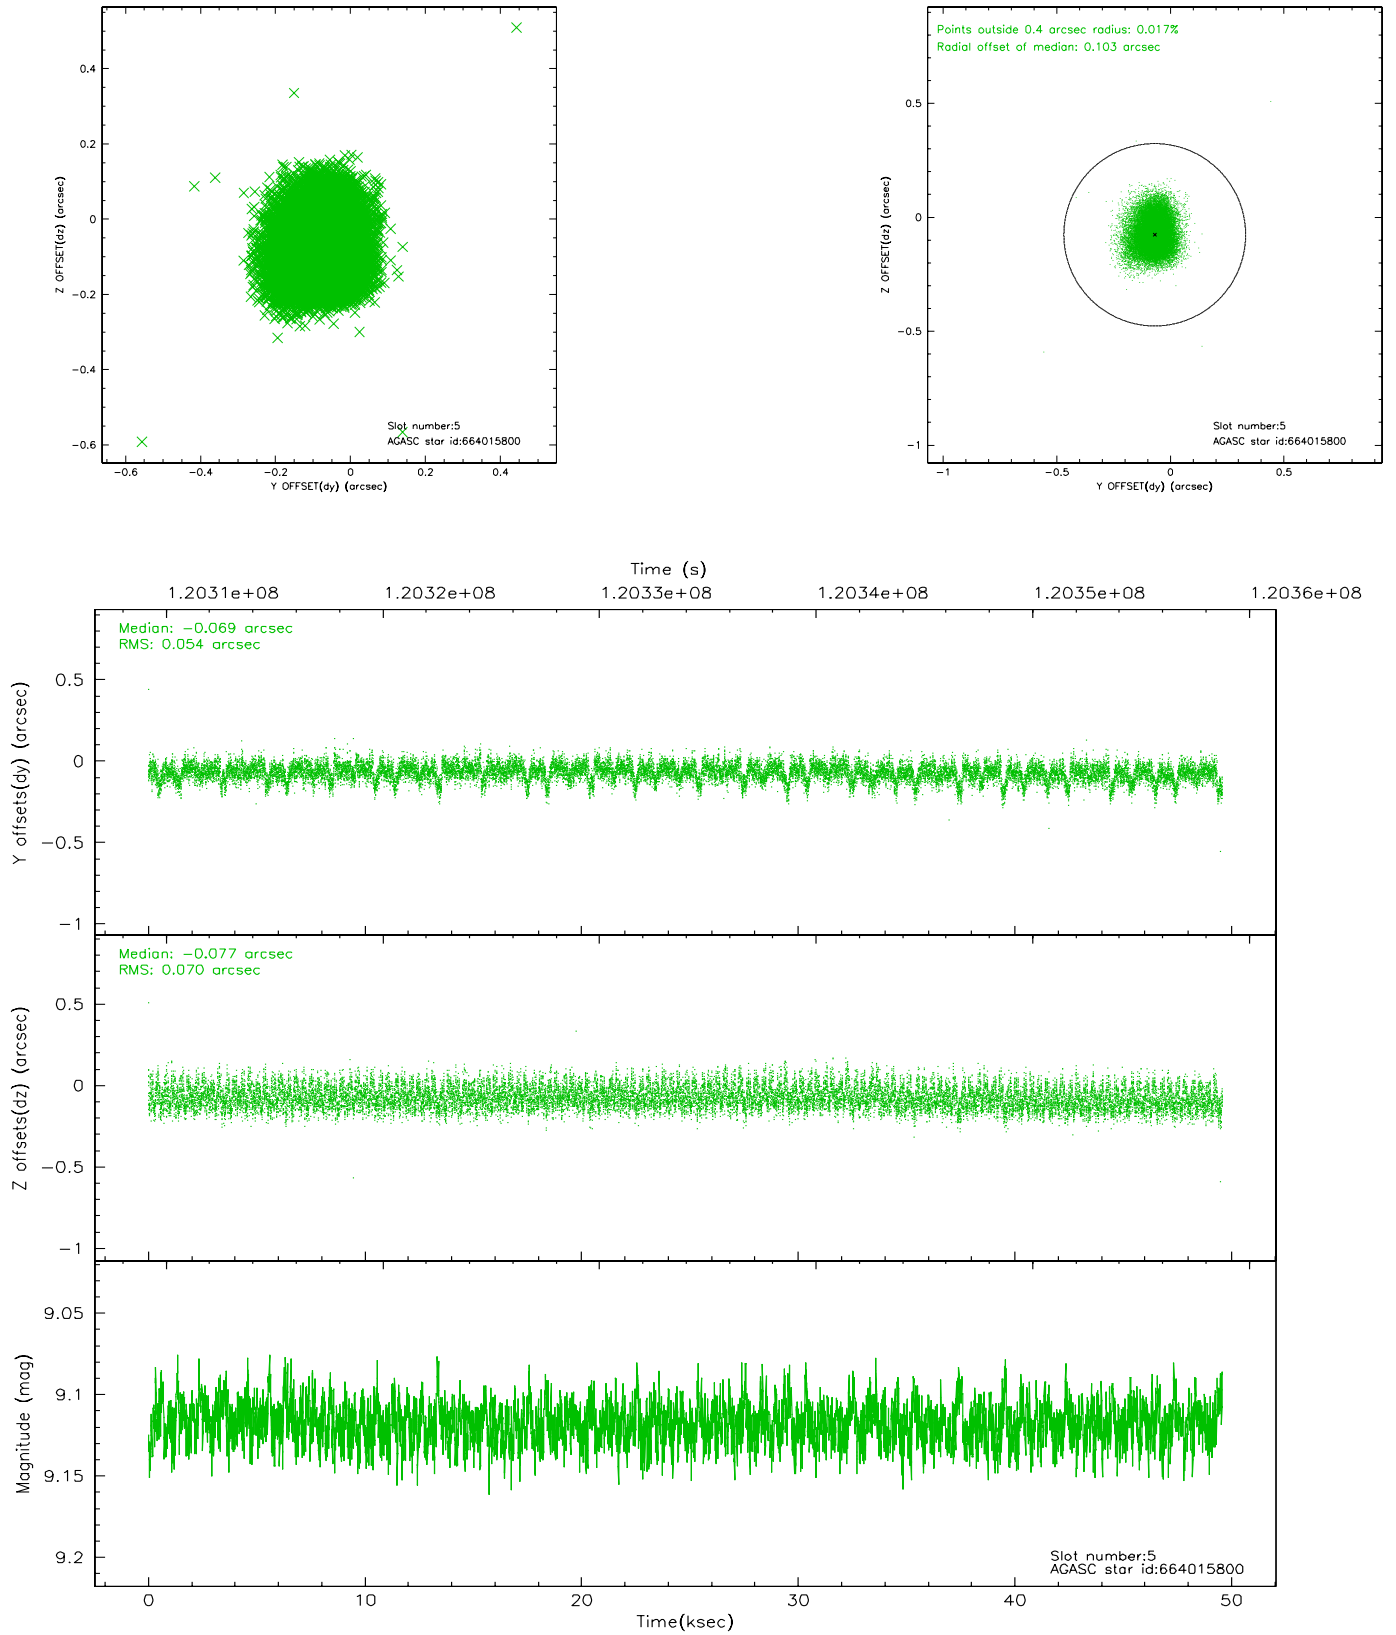 0.4
0.2
0
−0.2
−0.4
−0.6
Z OFFSET(dz) (arcsec)
−0.6 −0.4 −0.2 0 0.2 0.4
Y OFFSET(dy) (arcsec)
Slot number:5
AGASC star id:664015800
Points outside 0.4 arcsec radius: 0.017%
Radial offset of median: 0.103 arcsec
0.5
0
−0.5
−1
Z OFFSET(dz) (arcsec)
−1 −0.5 0 0.5
Y OFFSET(dy) (arcsec)
Slot number:5
AGASC star id:664015800
Time (s)
1.2031e+08 1.2032e+08 1.2033e+08 1.2034e+08 1.2035e+08 1.2036e+08
Median: −0.069 arcsec
RMS: 0.054 arcsec
0.5
0
−0.5
−1
Y offsets(dy) (arcsec)
Median: −0.077 arcsec
RMS: 0.070 arcsec
0.5
0
−0.5
−1
Z offsets(dz) (arcsec)
9.05
9.1
9.15
9.2
Magnitude (mag)
Slot number:5
AGASC star id:664015800
0 10 20 30 40 50
Time(ksec)